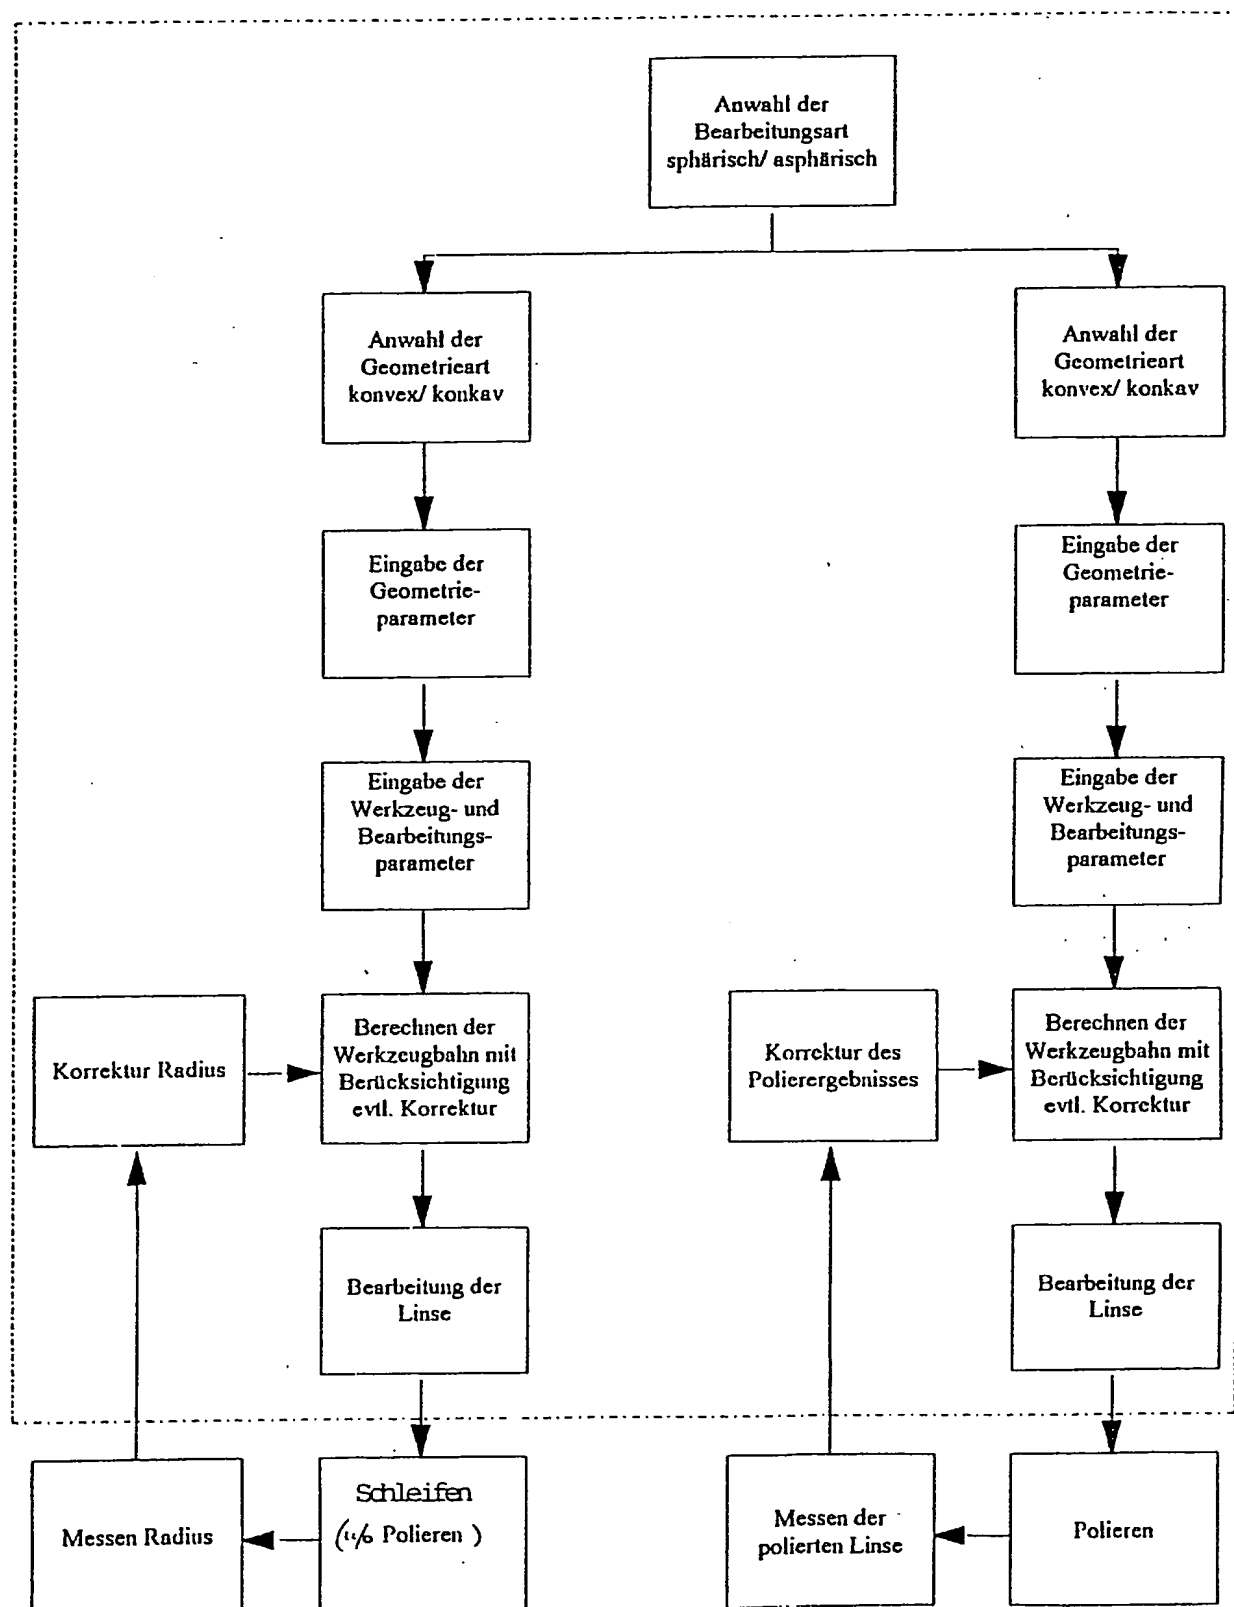 Anwahl der
Bearbeitungsart
sphärisch/ asphärisch
Anwahl der
Geometrieart
konvex/ konkav
Eingabe der
Geometrie-
parameter
Eingabe der
Werkzeug- und
Bearbeitungs-
parameter
Korrektur Radius
Berechnen der
Werkzeugbahn mit
Berücksichtigung
evtl. Korrektur
Bearbeitung der
Linse
Schleifen
(u/o Polieren )
Messen Radius
Anwahl der
Geometrieart
konvex/ konkav
Eingabe der
Geometrie-
parameter
Eingabe der
Werkzeug- und
Bearbeitungs-
parameter
Korrektur des
Polierergebnisses
Berechnen der
Werkzeugbahn mit
Berücksichtigung
evtl. Korrektur
Bearbeitung der
Linse
Polieren
Messen der
polierten Linse